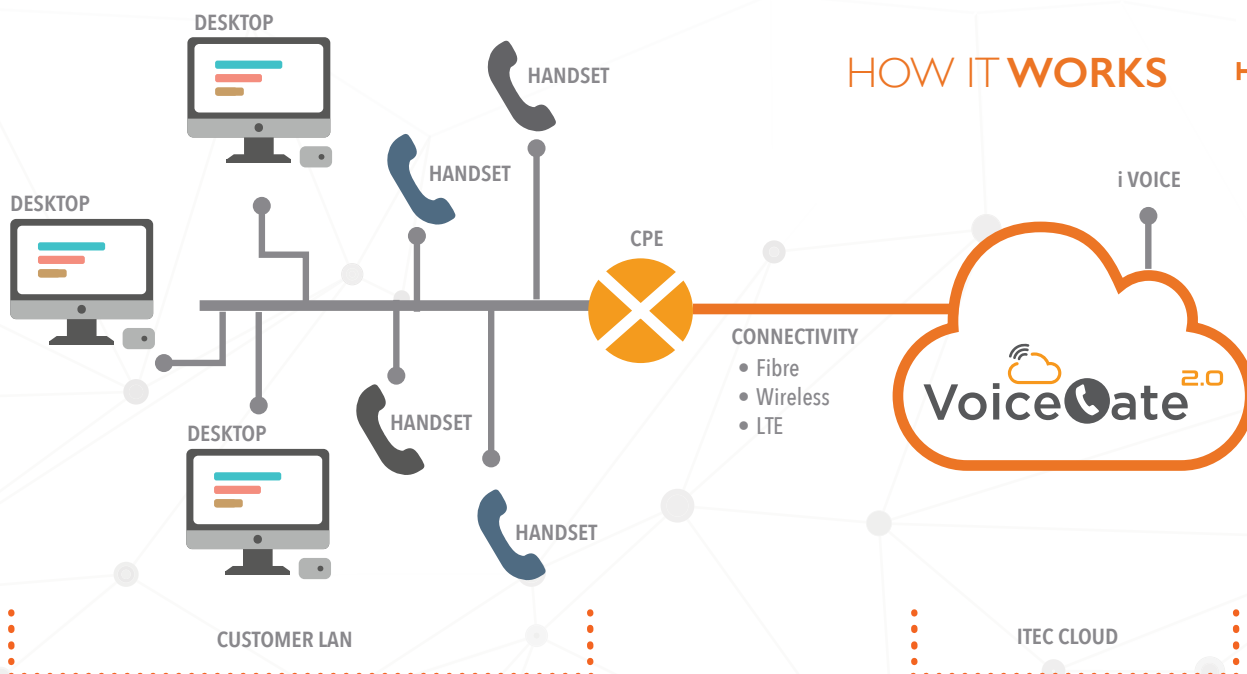 DESKTOP
HANDSET
HOW IT WORKS
HANDSET
i VOICE
DESKTOP
CPE
CONNECTIVITY
• Fibre
• Wireless
• LTE
VoiceGate 2.0
HANDSET
DESKTOP
HANDSET
CUSTOMER LAN
ITEC CLOUD